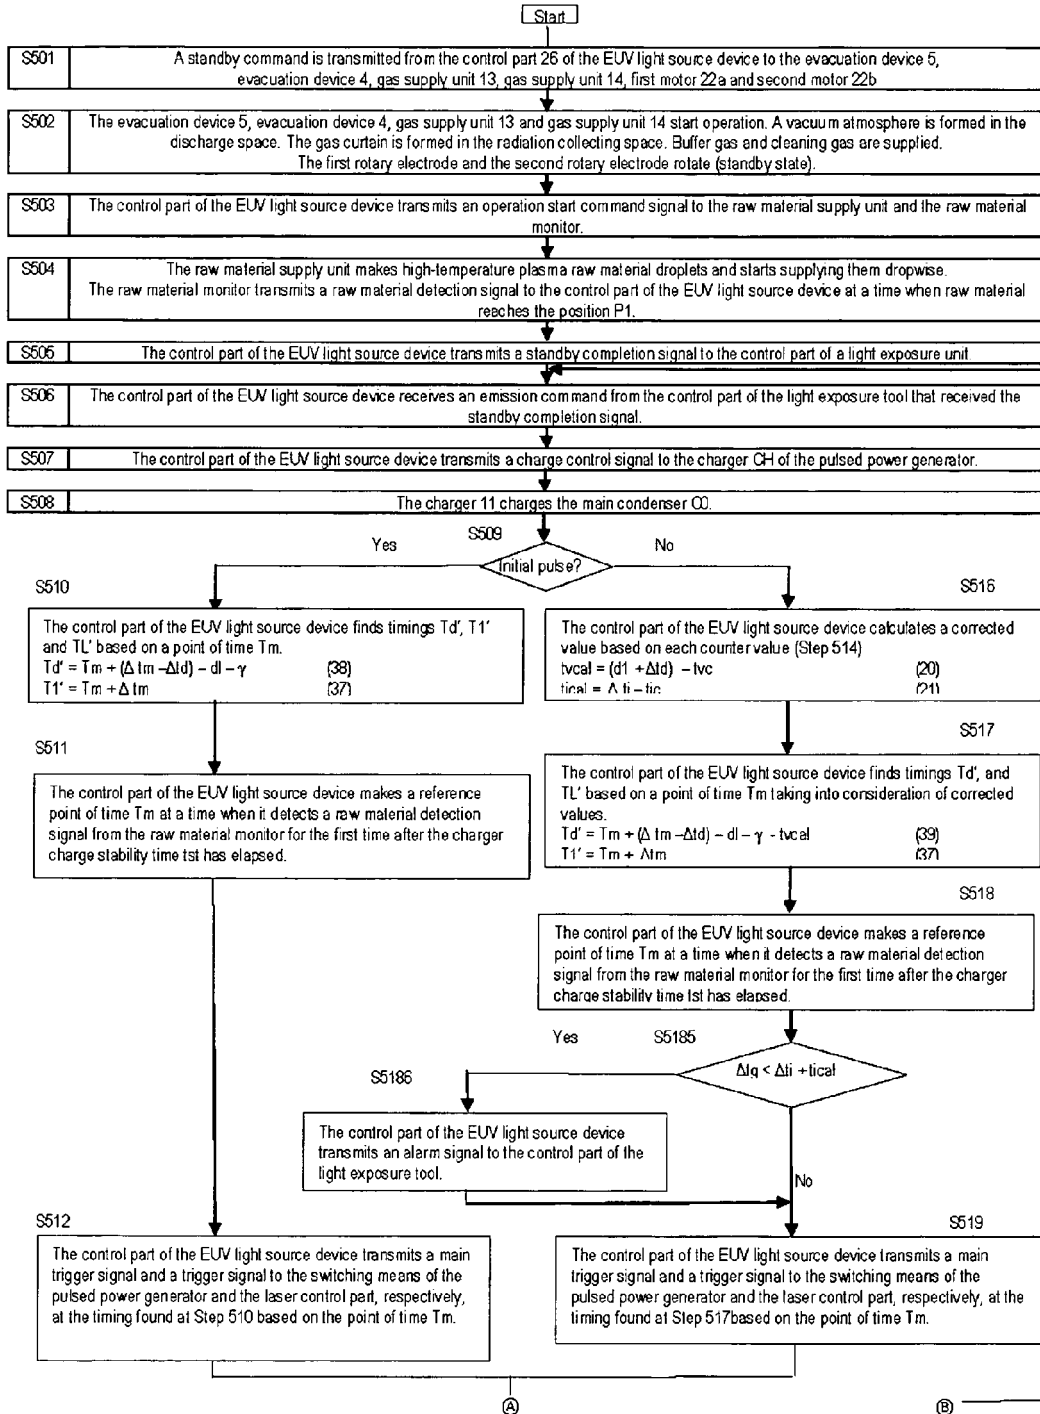 Start
S501
A standby command is transmitted from the control part 26 of the EUV light source device to the evacuation device 5,
evacuation device 4, gas supply unit 13, gas supply unit 14, first motor 22a and second motor 22b
S502
The evacuation device 5, evacuation device 4, gas supply unit 13 and gas supply unit 14 start operation. A vacuum atmosphere is formed in the
discharge space. The gas curtain is formed in the radiation collecting space. Buffer gas and cleaning gas are supplied.
The first rotary electrode and the second rotary electrode rotate (standby state).
S503
The control part of the EUV light source device transmits an operation start command signal to the raw material supply unit and the raw material
monitor.
S504
The raw material supply unit makes high-temperature plasma raw material droplets and starts supplying them dropwise.
The raw material monitor transmits a raw material detection signal to the control part of the EUV light source device at a time when raw material
reaches the position P1.
S505
The control part of the EUV light source device transmits a standby completion signal to the control part of a light exposure unit.
S506
The control part of the EUV light source device receives an emission command from the control part of the light exposure tool that received the
standby completion signal.
S507
The control part of the EUV light source device transmits a charge control signal to the charger CH of the pulsed power generator.
S508
The charger 11 charges the main condenser C0.
S509
Yes
No
Initial pulse?
S510
The control part of the EUV light source device finds timings Td', T1'
and TL' based on a point of time Tm.
Td' = Tm + (Δtm –Δtd) – dl – γ (38)
T1' = Tm + Δtm (37)
S511
The control part of the EUV light source device makes a reference
point of time Tm at a time when it detects a raw material detection
signal from the raw material monitor for the first time after the charger
charge stability time tst has elapsed.
S516
The control part of the EUV light source device calculates a corrected
value based on each counter value (Step 514)
tvcal = (d1 +Δtd) – tvc (20)
tical = Δti – tic (21)
S517
The control part of the EUV light source device finds timings Td', and
TL' based on a point of time Tm taking into consideration of corrected
values.
Td' = Tm + (Δtm –Δtd) – dl – γ - tvcal (39)
T1' = Tm + Δtm (37)
S518
The control part of the EUV light source device makes a reference
point of time Tm at a time when it detects a raw material detection
signal from the raw material monitor for the first time after the charger
charge stability time tst has elapsed.
Yes
S5185
Δtg < Δti +tical
S5186
The control part of the EUV light source device
transmits an alarm signal to the control part of the
light exposure tool.
No
S512
The control part of the EUV light source device transmits a main
trigger signal and a trigger signal to the switching means of the
pulsed power generator and the laser control part, respectively,
at the timing found at Step 510 based on the point of time Tm.
S519
The control part of the EUV light source device transmits a main
trigger signal and a trigger signal to the switching means of the
pulsed power generator and the laser control part, respectively, at the
timing found at Step 517based on the point of time Tm.
A
B